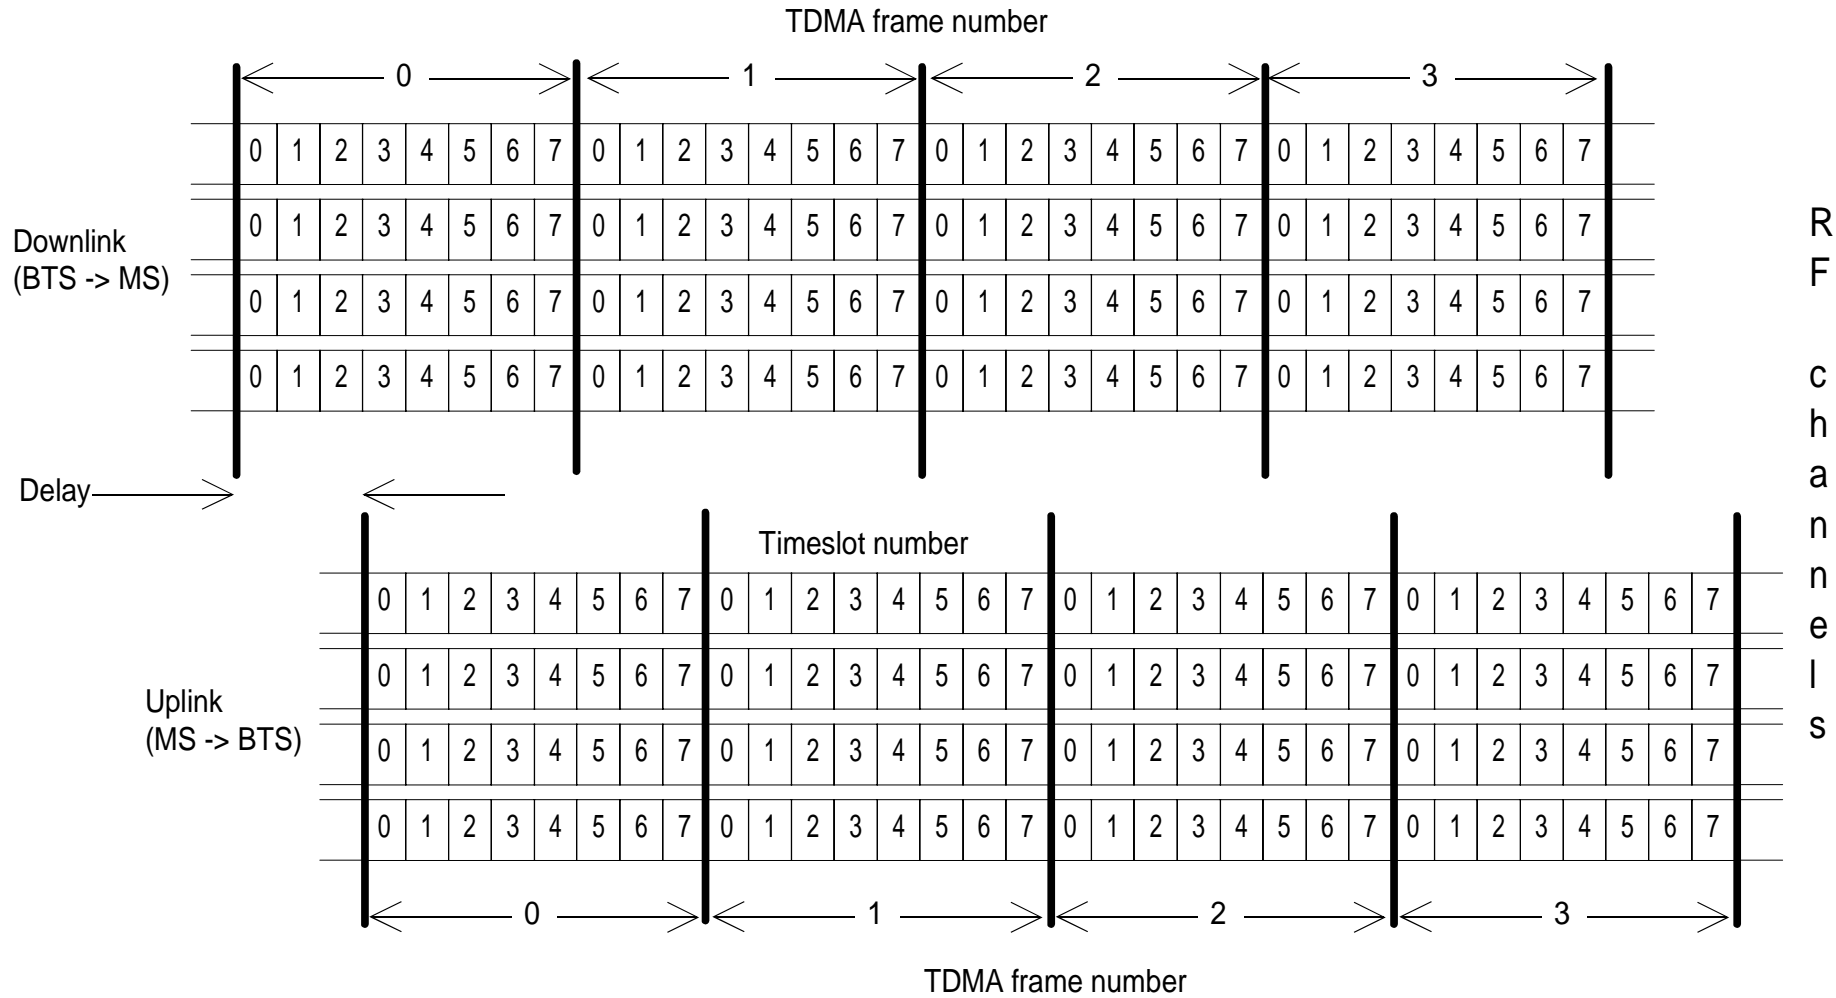 TDMA frame number
0 1 2 3
0 1 2 3 4 5 6 7 0 1 2 3 4 5 6 7 0 1 2 3 4 5 6 7 0 1 2 3 4 5 6 7
0 1 2 3 4 5 6 7 0 1 2 3 4 5 6 7 0 1 2 3 4 5 6 7 0 1 2 3 4 5 6 7
Downlink
(BTS -> MS)
0 1 2 3 4 5 6 7 0 1 2 3 4 5 6 7 0 1 2 3 4 5 6 7 0 1 2 3 4 5 6 7
0 1 2 3 4 5 6 7 0 1 2 3 4 5 6 7 0 1 2 3 4 5 6 7 0 1 2 3 4 5 6 7
RF channels
Delay
Timeslot number
0 1 2 3 4 5 6 7 0 1 2 3 4 5 6 7 0 1 2 3 4 5 6 7 0 1 2 3 4 5 6 7
0 1 2 3 4 5 6 7 0 1 2 3 4 5 6 7 0 1 2 3 4 5 6 7 0 1 2 3 4 5 6 7
Uplink
(MS -> BTS)
0 1 2 3 4 5 6 7 0 1 2 3 4 5 6 7 0 1 2 3 4 5 6 7 0 1 2 3 4 5 6 7
0 1 2 3 4 5 6 7 0 1 2 3 4 5 6 7 0 1 2 3 4 5 6 7 0 1 2 3 4 5 6 7
0 1 2 3
TDMA frame number